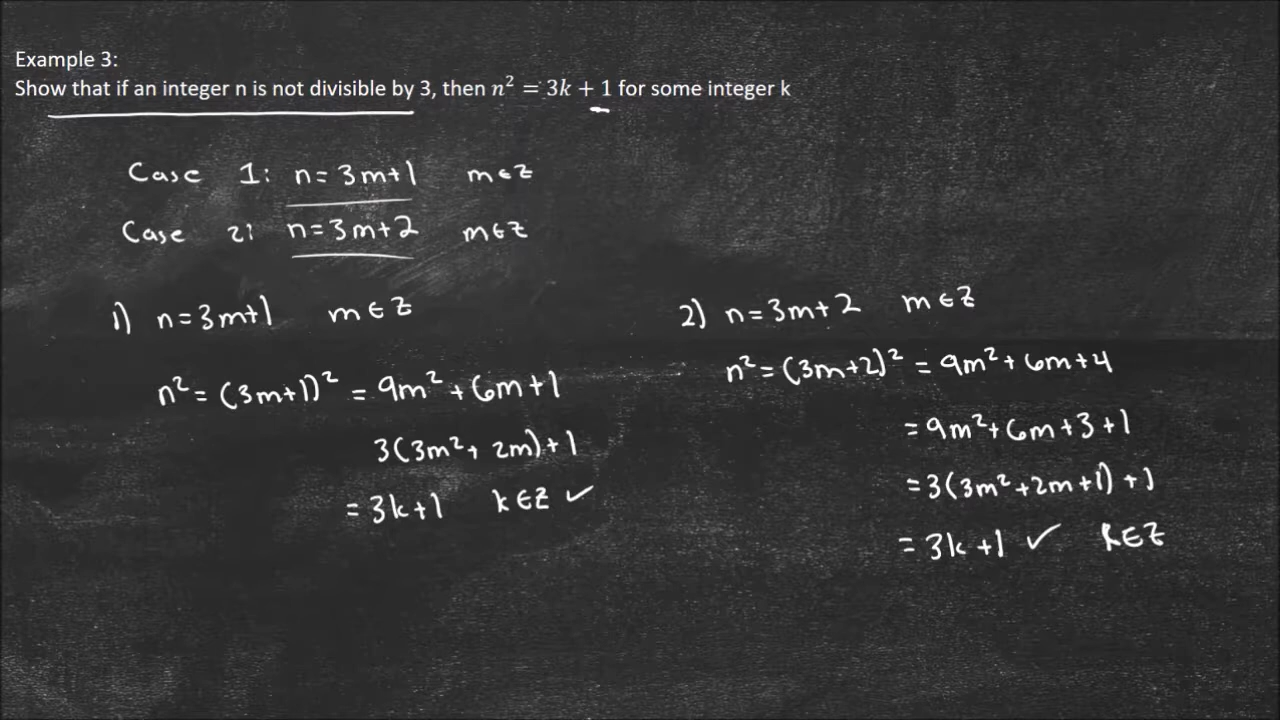 Example 3:
Show that if an integer n is not divisible by 3, then n² = 3k + 1 for some integer k
Case 1: n = 3m+1 m∈Z
Case 2: n=3m+2 m∈Z
1) n=3m+1 m∈Z
n² = (3m+1)² = 9m² + 6m + 1
3(3m² + 2m) + 1
= 3k+1 k∈Z ✓
2) n=3m+2 m∈Z
n² = (3m+2)² = 9m² + 6m + 4
= 9m² + 6m + 3 + 1
= 3(3m² + 2m + 1) + 1
= 3k + 1 ✓ k∈Z